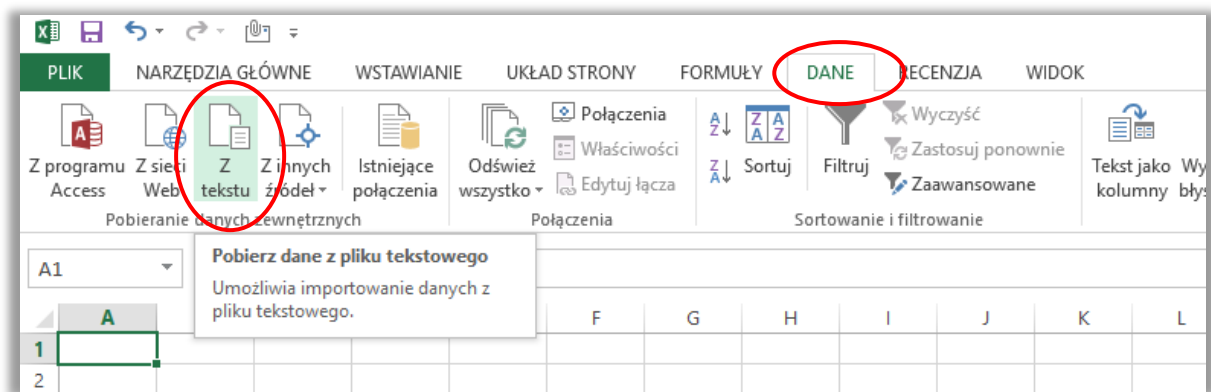 PLIK NARZĘDZIA GŁÓWNE WSTAWIANIE UKŁAD STRONY FORMUŁY DANE RECENZJA WIDOK
Z programu Access
Z sieci Web
Z tekstu
Z innych źródeł
Istniejące połączenia
Pobieranie danych zewnętrznych
Odśwież wszystko
Połączenia
Właściwości
Edytuj łącza
Połączenia
Sortuj
Filtruj
Wyczyść
Zastosuj ponownie
Zaawansowane
Sortowanie i filtrowanie
Tekst jako kolumny
Wy
błys
A1
Pobierz dane z pliku tekstowego
Umożliwia importowanie danych z
pliku tekstowego.
A F G H I J K L
1
2